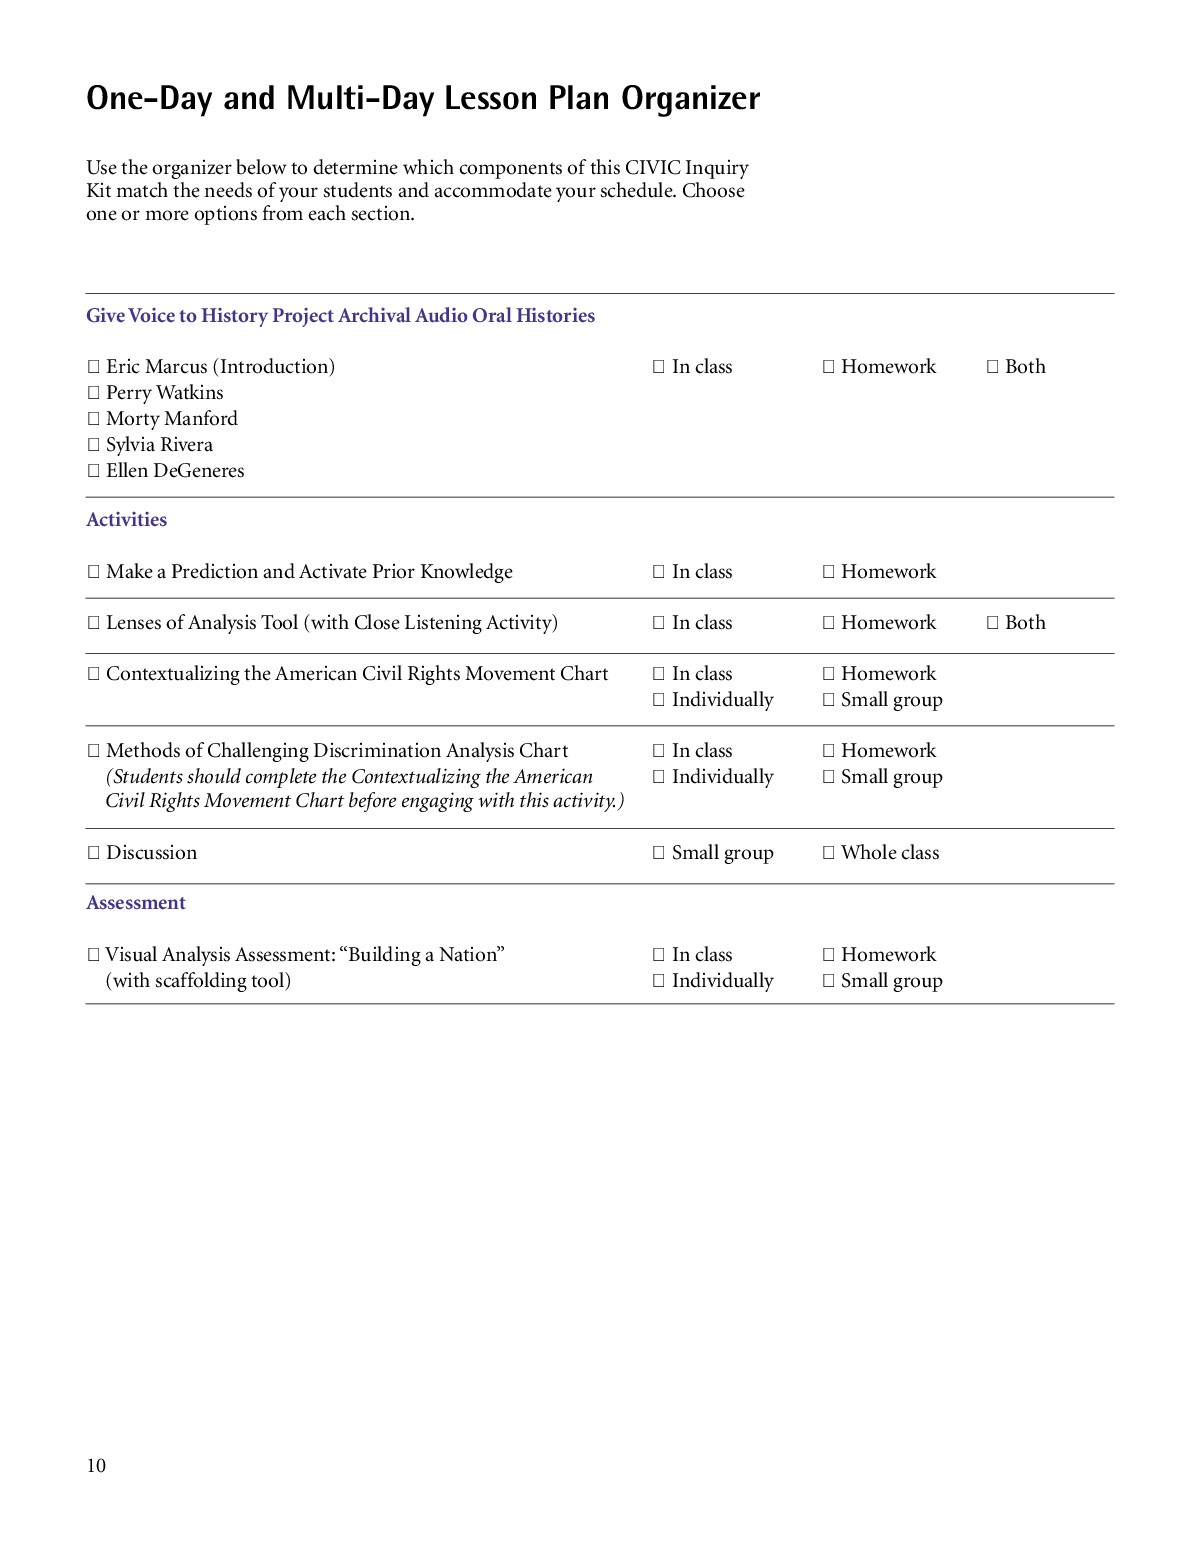 One-Day and Multi-Day Lesson Plan Organizer
Use the organizer below to determine which components of this CIVIC Inquiry
Kit match the needs of your students and accommodate your schedule. Choose
one or more options from each section.
Give Voice to History Project Archival Audio Oral Histories
☐ Eric Marcus (Introduction) ☐ In class ☐ Homework ☐ Both
☐ Perry Watkins
☐ Morty Manford
☐ Sylvia Rivera
☐ Ellen DeGeneres
Activities
☐ Make a Prediction and Activate Prior Knowledge ☐ In class ☐ Homework
☐ Lenses of Analysis Tool (with Close Listening Activity) ☐ In class ☐ Homework ☐ Both
☐ Contextualizing the American Civil Rights Movement Chart ☐ In class ☐ Homework
☐ Individually ☐ Small group
☐ Methods of Challenging Discrimination Analysis Chart ☐ In class ☐ Homework
(Students should complete the Contextualizing the American ☐ Individually ☐ Small group
Civil Rights Movement Chart before engaging with this activity.)
☐ Discussion ☐ Small group ☐ Whole class
Assessment
☐ Visual Analysis Assessment: “Building a Nation” ☐ In class ☐ Homework
(with scaffolding tool) ☐ Individually ☐ Small group
10